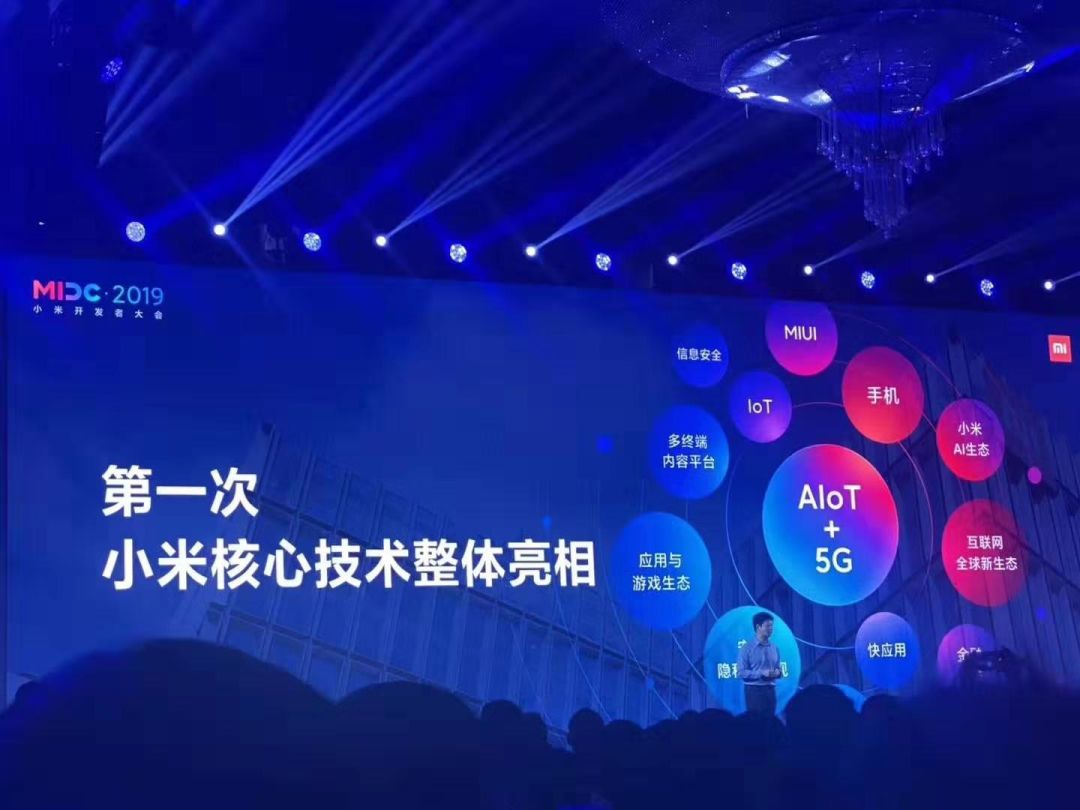 MIDC·2019
小米开发者大会
第一次
小米核心技术整体亮相
MIUI
信息安全
手机
IoT
小米
AI生态
多终端
内容平台
AIoT
+
5G
互联网
全球新生态
应用与
游戏生态
快应用
mi